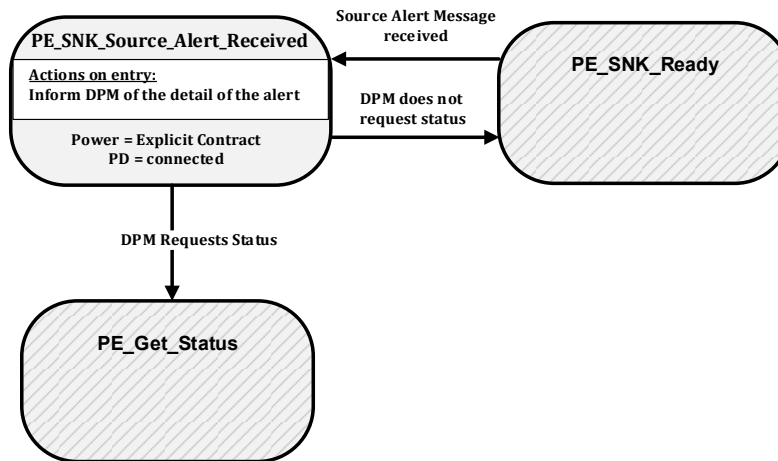 Source Alert Message
received
PE_SNK_Source_Alert_Received
Actions on entry:
Inform DPM of the detail of the alert
Power = Explicit Contract
PD = connected
PE_SNK_Ready
DPM does not
request status
DPM Requests Status
PE_Get_Status